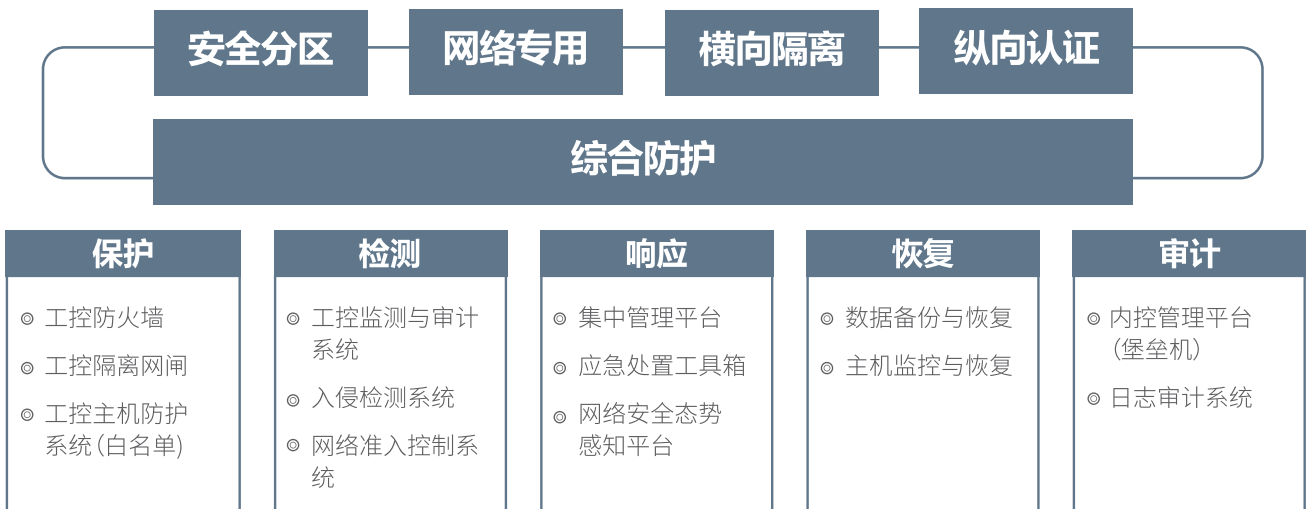 安全分区
网络专用
横向隔离
纵向认证
综合防护
保护
工控防火墙
工控隔离网闸
工控主机防护
系统(白名单)
检测
工控监测与审计
系统
入侵检测系统
网络准入控制系
统
响应
集中管理平台
应急处置工具箱
网络安全态势
感知平台
恢复
数据备份与恢复
主机监控与恢复
审计
内控管理平台
（堡垒机）
日志审计系统